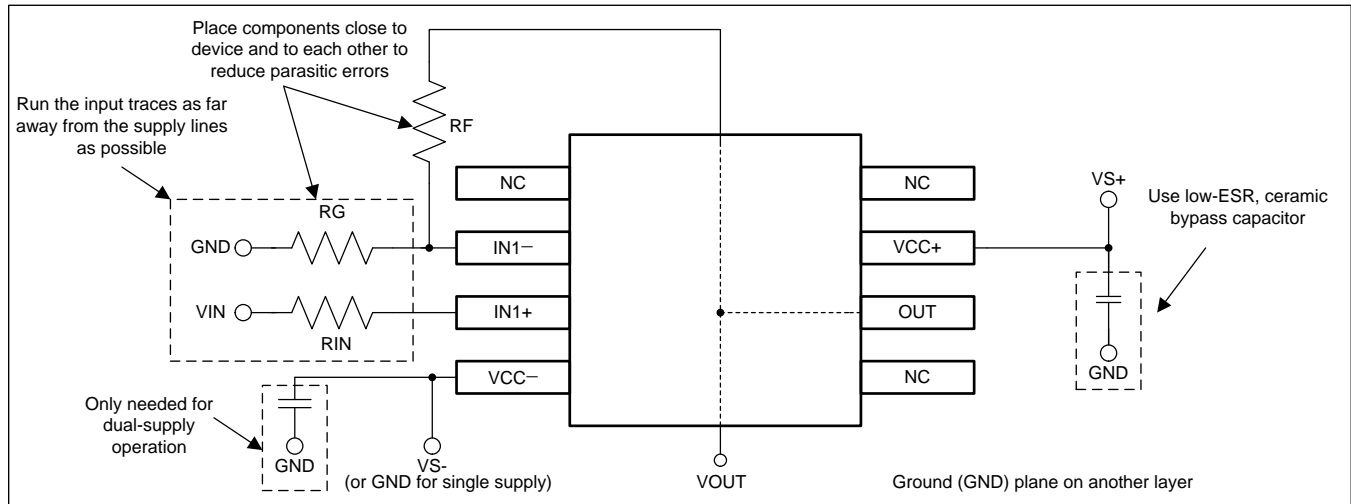 Place components close to
device and to each other to
reduce parasitic errors
Run the input traces as far
away from the supply lines
as possible
RF
NC
NC
VS+
Use low-ESR, ceramic
bypass capacitor
RG
GND
IN1−
VCC+
VIN
IN1+
OUT
RIN
VCC−
NC
GND
Only needed for
dual-supply
operation
GND
VS-
(or GND for single supply)
VOUT
Ground (GND) plane on another layer